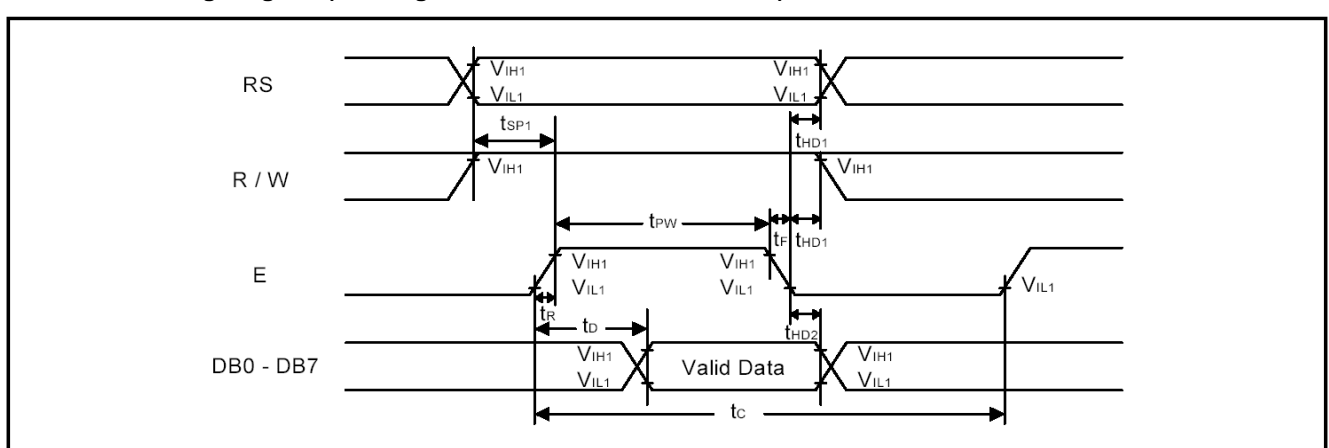 RS
VIH1
VIL1
VIH1
VIL1
tSP1
tHD1
R / W
VIH1
VIH1
tPW
tF
tHD1
E
VIH1
VIL1
VIH1
VIL1
VIL1
tR
tD
tHD2
DB0 - DB7
VIH1
VIL1
Valid Data
VIH1
VIL1
tC